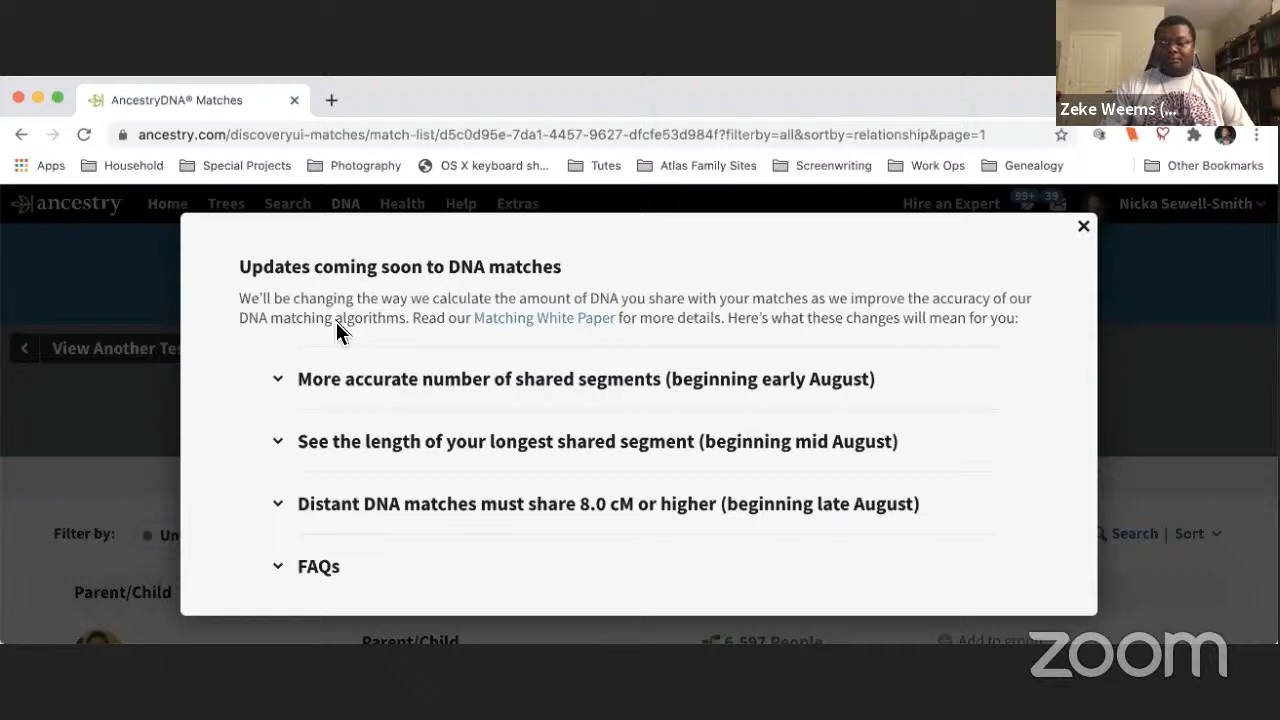 Zeke Weems (...
AncestryDNA® Matches
ancestry.com/discoveryui-matches/match-list/d5c0d95e-7da1-4457-9627-dfcfe53d984f?filterby=all&sortby=relationship&page=1
Apps Household Special Projects Photography OS X keyboard sh... Tutes Atlas Family Sites Screenwriting Work Ops Genealogy Other Bookmarks
ancestry Home Trees Search DNA Health Help Extras Hire an Expert 99+ 39 Nicka Sewell-Smith
Updates coming soon to DNA matches
We'll be changing the way we calculate the amount of DNA you share with your matches as we improve the accuracy of our
DNA matching algorithms. Read our Matching White Paper for more details. Here's what these changes will mean for you:
View Another Tes
More accurate number of shared segments (beginning early August)
See the length of your longest shared segment (beginning mid August)
Distant DNA matches must share 8.0 cM or higher (beginning late August)
Filter by: Un Search | Sort
FAQs
Parent/Child
Parent/Child 6,597 People Add to group
zoom